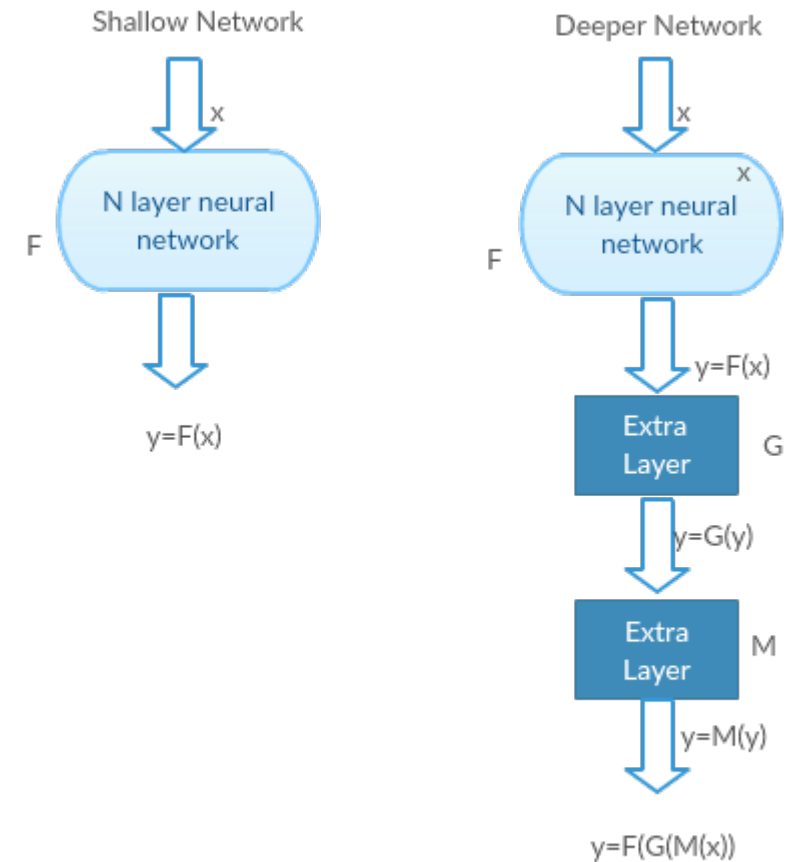 Shallow Network
x
N layer neural
network
F
y=F(x)
Deeper Network
x
x
N layer neural
network
F
y=F(x)
Extra
Layer
G
y=G(y)
Extra
Layer
M
y=M(y)
y=F(G(M(x))